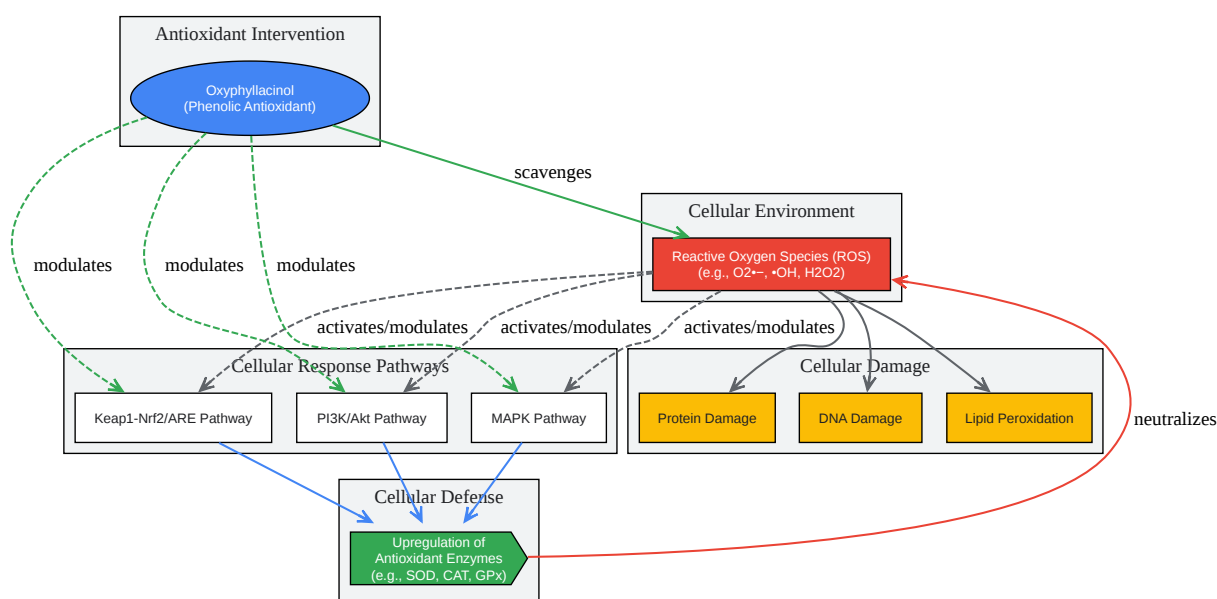 Antioxidant Intervention
Oxyphyllacinol
(Phenolic Antioxidant)
scavenges
Cellular Environment
Reactive Oxygen Species (ROS)
(e.g., O2•−, •OH, H2O2)
modulates
modulates
modulates
activates/modulates
activates/modulates
activates/modulates
Cellular Response Pathways
Keap1-Nrf2/ARE Pathway
PI3K/Akt Pathway
MAPK Pathway
Cellular Damage
Protein Damage
DNA Damage
Lipid Peroxidation
neutralizes
Cellular Defense
Upregulation of
Antioxidant Enzymes
(e.g., SOD, CAT, GPx)